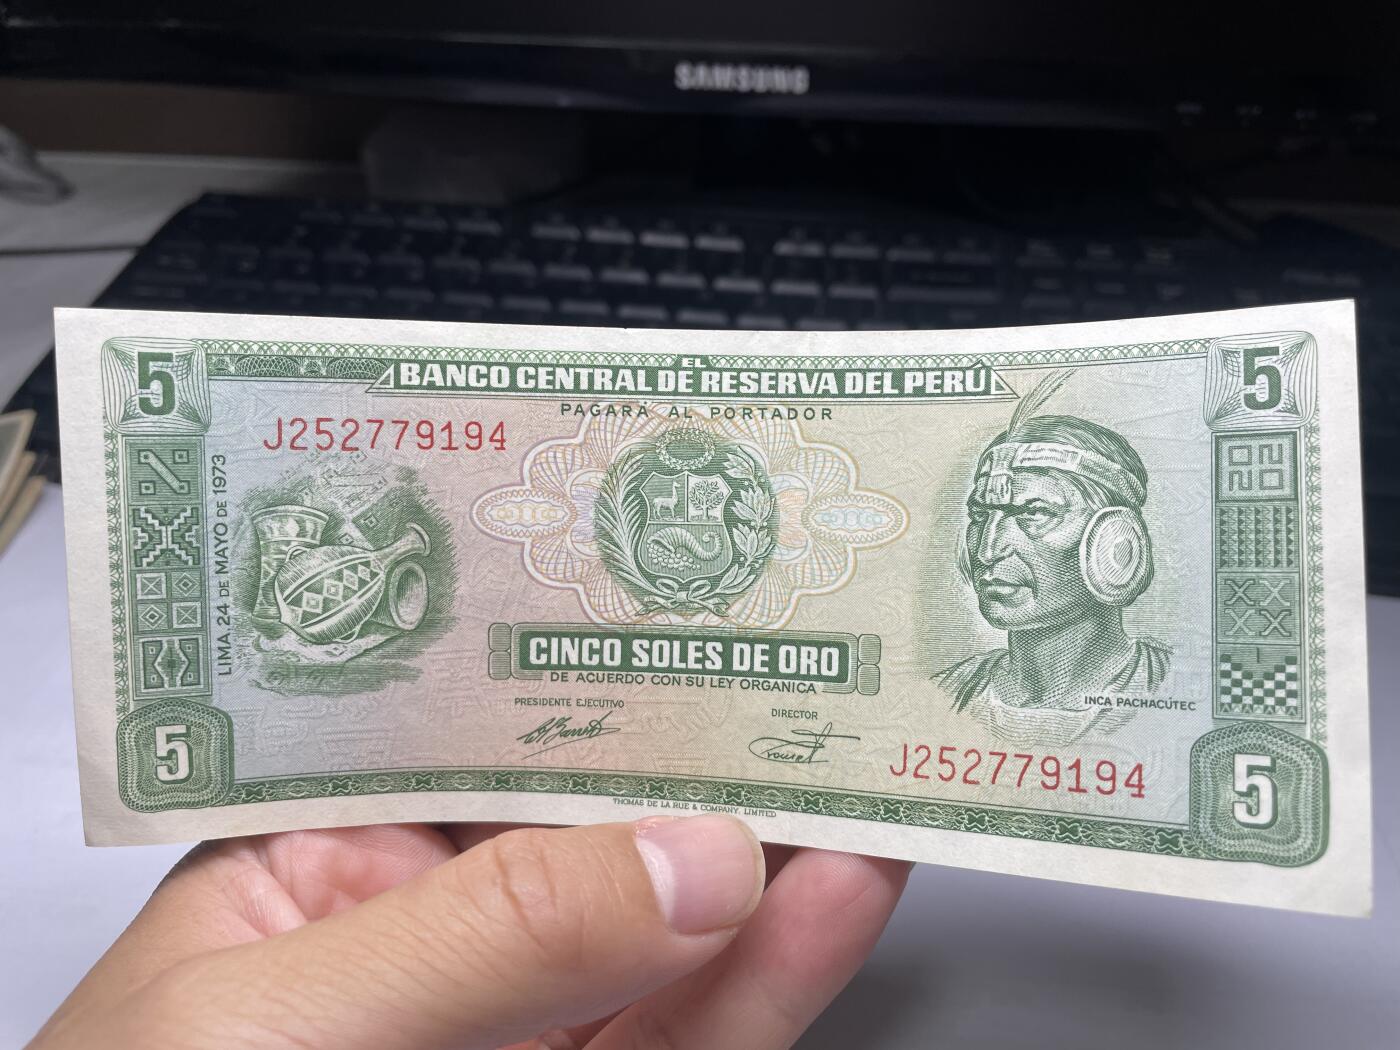 SAMSUNG
5
EL
BANCO CENTRAL DE RESERVA DEL PERÚ
5
PAGARÁ AL PORTADOR
J252779194
LIMA, 24 DE MAYO DE 1973
CINCO SOLES DE ORO
DE ACUERDO CON SU LEY ORGANICA
PRESIDENTE EJECUTIVO
DIRECTOR
INCA PACHACÚTEC
J252779194
5
5
THOMAS DE LA RUE & COMPANY, LIMITED